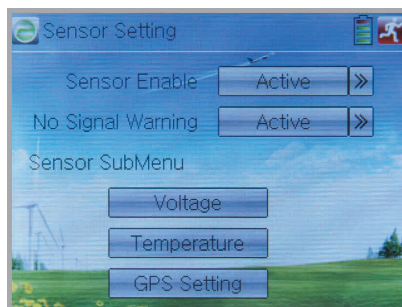 Sensor Setting
Sensor Enable Active
No Signal Warning Active
Sensor SubMenu
Voltage
Temperature
GPS Setting